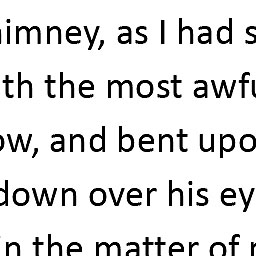 himney, as I had s
th the most awfu
ow, and bent upo
down over his ey
in the matter of